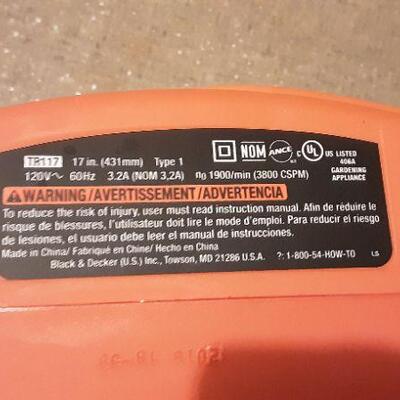 TR117 17 in. (431mm) Type 1
120V~ 60Hz 3.2A (NOM 3,2A) no 1900/min (3800 CSPM)
NOM ANCE C UL US LISTED
406A
GARDENING
APPLIANCE
WARNING/AVERTISSEMENT/ADVERTENCIA
To reduce the risk of injury, user must read instruction manual. Afin de réduire le
risque de blessures, l'utilisateur doit lire le mode d'emploi. Para reducir el riesgo
de lesiones, el usuario debe leer el manual de instrucciones.
Made in China/ Fabriqué en Chine/ Hecho en China
Black & Decker (U.S.) Inc., Towson, MD 21286 U.S.A. ?: 1-800-54-HOW-TO LS